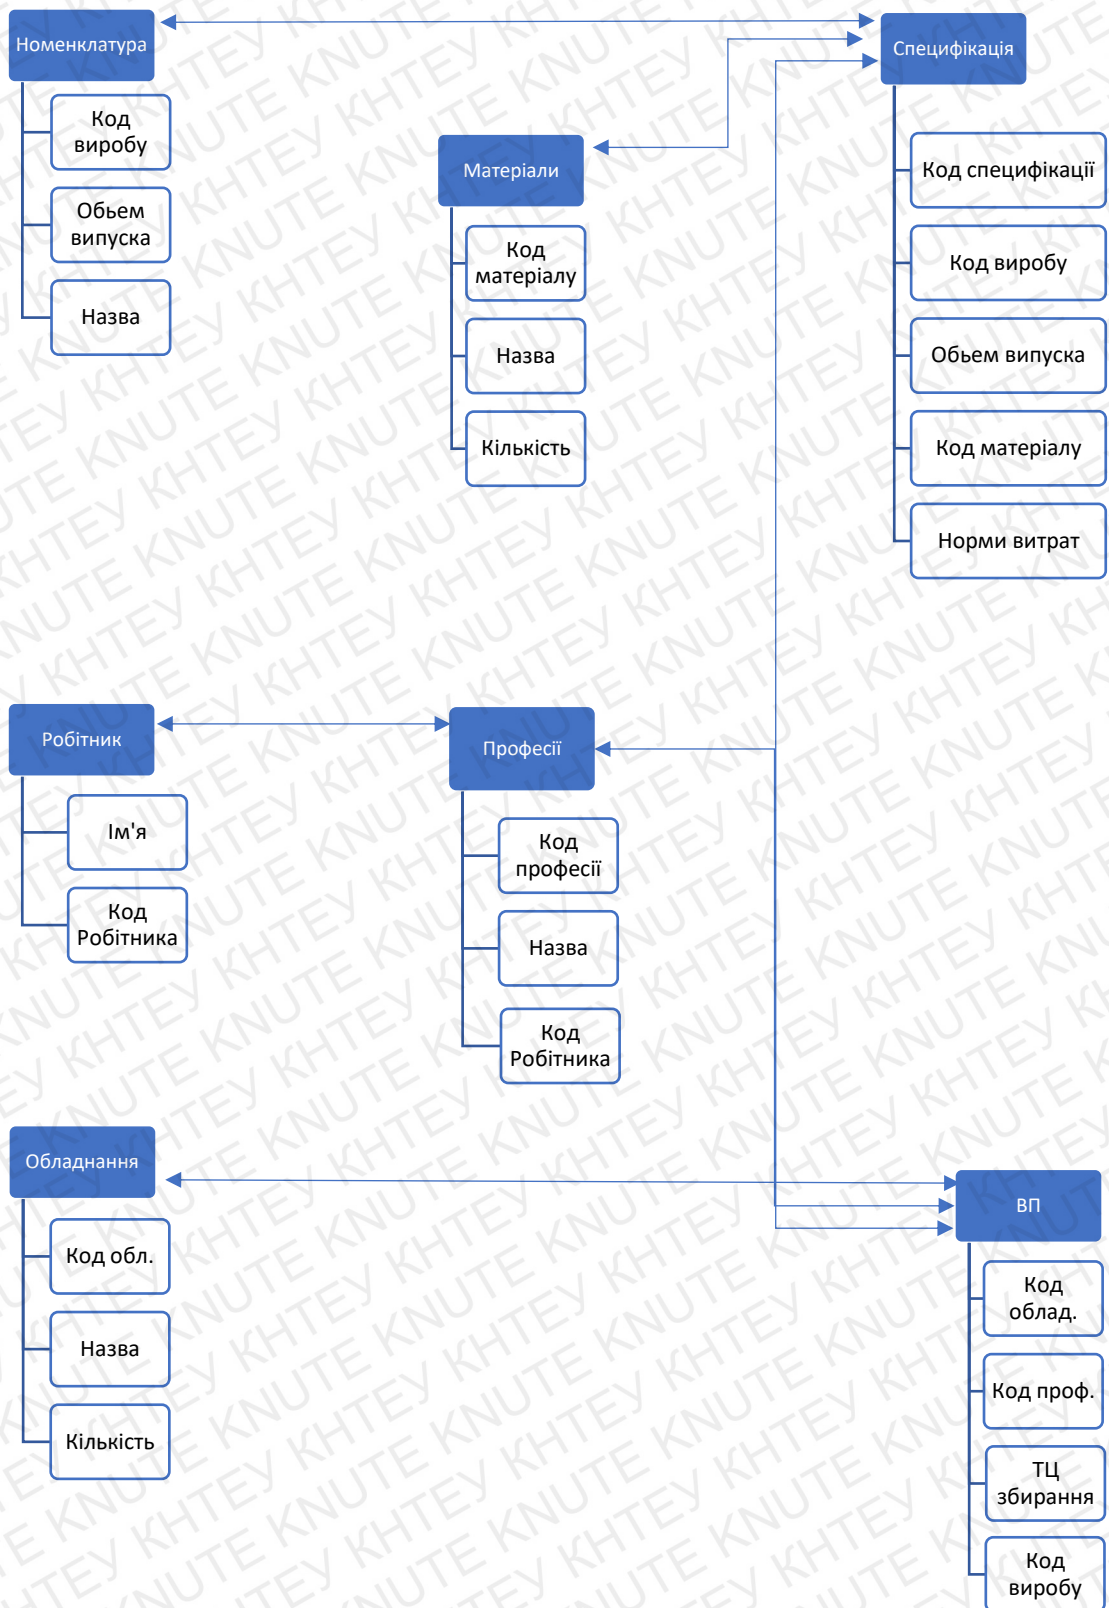 Номенклатура
Код
виробу
Обьем
випуска
Назва
Матеріали
Код
матеріалу
Назва
Кількість
Специфікація
Код специфікації
Код виробу
Обьем випуска
Код матеріалу
Норми витрат
Робітник
Ім'я
Код
Робітника
Професії
Код
професії
Назва
Код
Робітника
Обладнання
Код обл.
Назва
Кількість
ВП
Код
облад.
Код проф.
ТЦ
збирання
Код
виробу